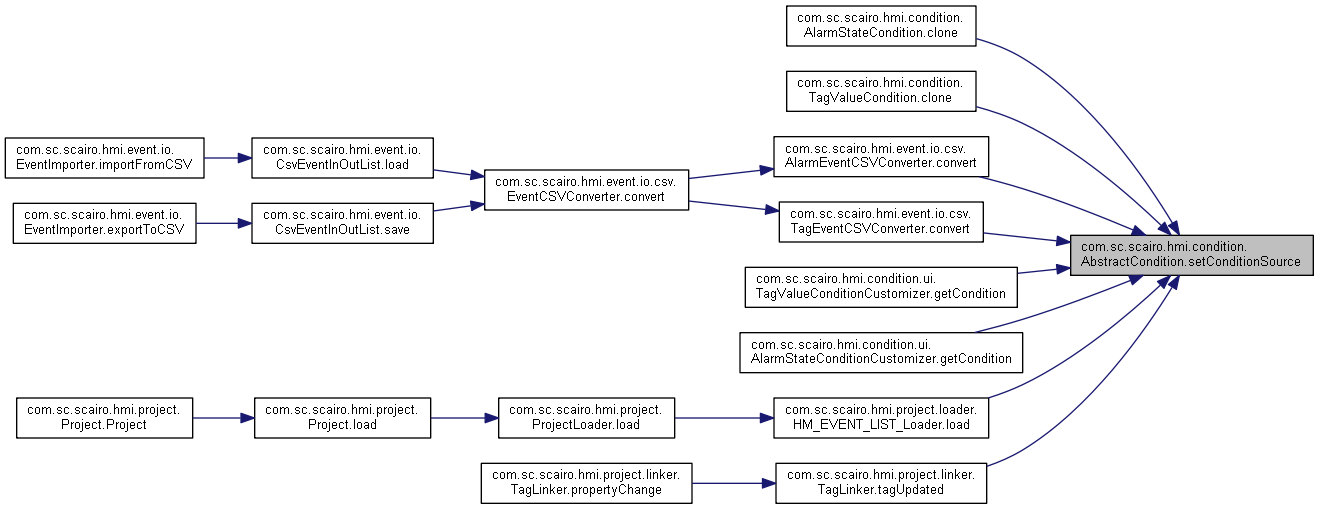 com.sc.scairo.hmi.condition.
AlarmStateCondition.clone
com.sc.scairo.hmi.condition.
TagValueCondition.clone
com.sc.scairo.hmi.event.io.
EventImporter.importFromCSV
com.sc.scairo.hmi.event.io.
CsvEventInOutList.load
com.sc.scairo.hmi.event.io.csv.
AlarmEventCSVConverter.convert
com.sc.scairo.hmi.event.io.csv.
EventCSVConverter.convert
com.sc.scairo.hmi.event.io.
EventImporter.exportToCSV
com.sc.scairo.hmi.event.io.
CsvEventInOutList.save
com.sc.scairo.hmi.event.io.csv.
TagEventCSVConverter.convert
com.sc.scairo.hmi.condition.
AbstractCondition.setConditionSource
com.sc.scairo.hmi.condition.ui.
TagValueConditionCustomizer.getCondition
com.sc.scairo.hmi.condition.ui.
AlarmStateConditionCustomizer.getCondition
com.sc.scairo.hmi.project.
Project.Project
com.sc.scairo.hmi.project.
Project.load
com.sc.scairo.hmi.project.
ProjectLoader.load
com.sc.scairo.hmi.project.loader.
HM_EVENT_LIST_Loader.load
com.sc.scairo.hmi.project.linker.
TagLinker.propertyChange
com.sc.scairo.hmi.project.linker.
TagLinker.tagUpdated